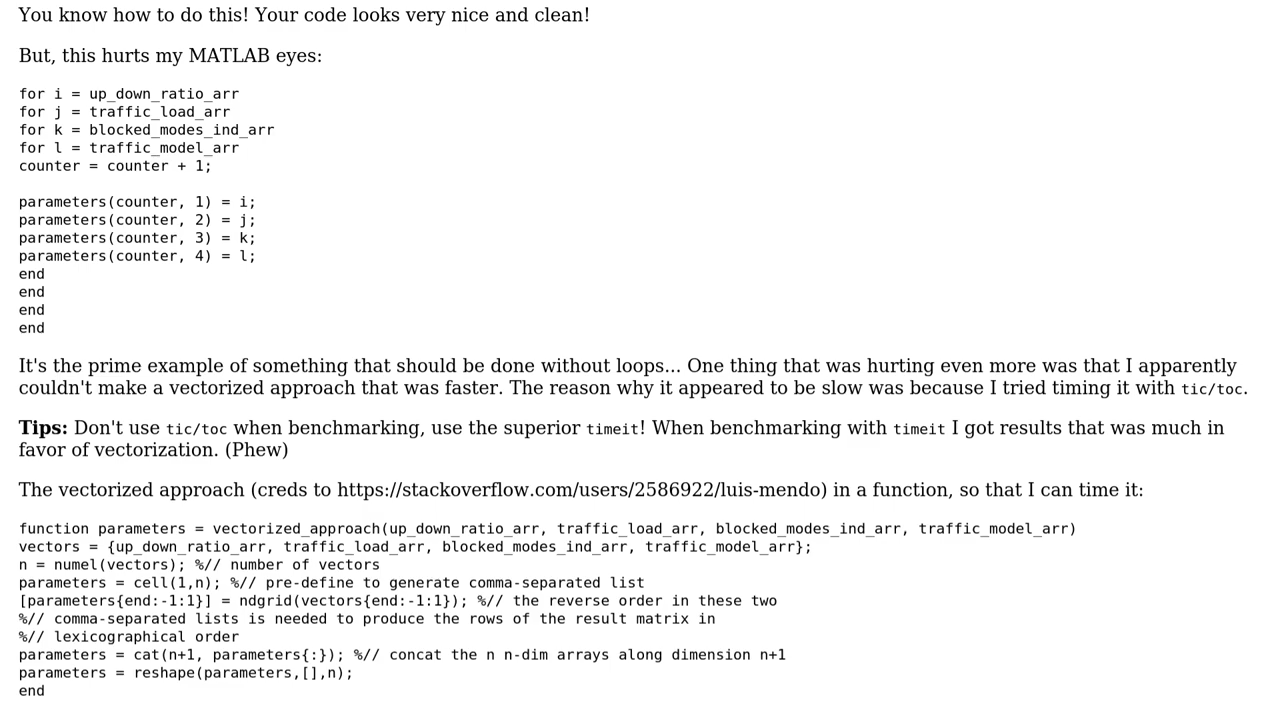 You know how to do this! Your code looks very nice and clean!
But, this hurts my MATLAB eyes:
for i = up_down_ratio_arr
for j = traffic_load_arr
for k = blocked_modes_ind_arr
for l = traffic_model_arr
counter = counter + 1;
parameters(counter, 1) = i;
parameters(counter, 2) = j;
parameters(counter, 3) = k;
parameters(counter, 4) = l;
end
end
end
end
It's the prime example of something that should be done without loops... One thing that was hurting even more was that I apparently
couldn't make a vectorized approach that was faster. The reason why it appeared to be slow was because I tried timing it with tic/toc.
Tips: Don't use tic/toc when benchmarking, use the superior timeit! When benchmarking with timeit I got results that was much in
favor of vectorization. (Phew)
The vectorized approach (creds to https://stackoverflow.com/users/2586922/luis-mendo) in a function, so that I can time it:
function parameters = vectorized_approach(up_down_ratio_arr, traffic_load_arr, blocked_modes_ind_arr, traffic_model_arr)
vectors = {up_down_ratio_arr, traffic_load_arr, blocked_modes_ind_arr, traffic_model_arr};
n = numel(vectors); %// number of vectors
parameters = cell(1,n); %// pre-define to generate comma-separated list
[parameters{end:-1:1}] = ndgrid(vectors{end:-1:1}); %// the reverse order in these two
%// comma-separated lists is needed to produce the rows of the result matrix in
%// lexicographical order
parameters = cat(n+1, parameters{:}); %// concat the n n-dim arrays along dimension n+1
parameters = reshape(parameters,[],n);
end